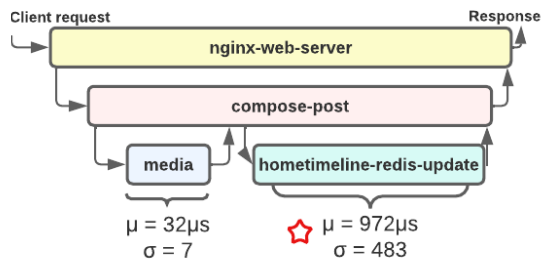 Client request
Response
nginx-web-server
compose-post
media
hometimeline-redis-update
μ = 32μs
σ = 7
μ = 972μs
σ = 483